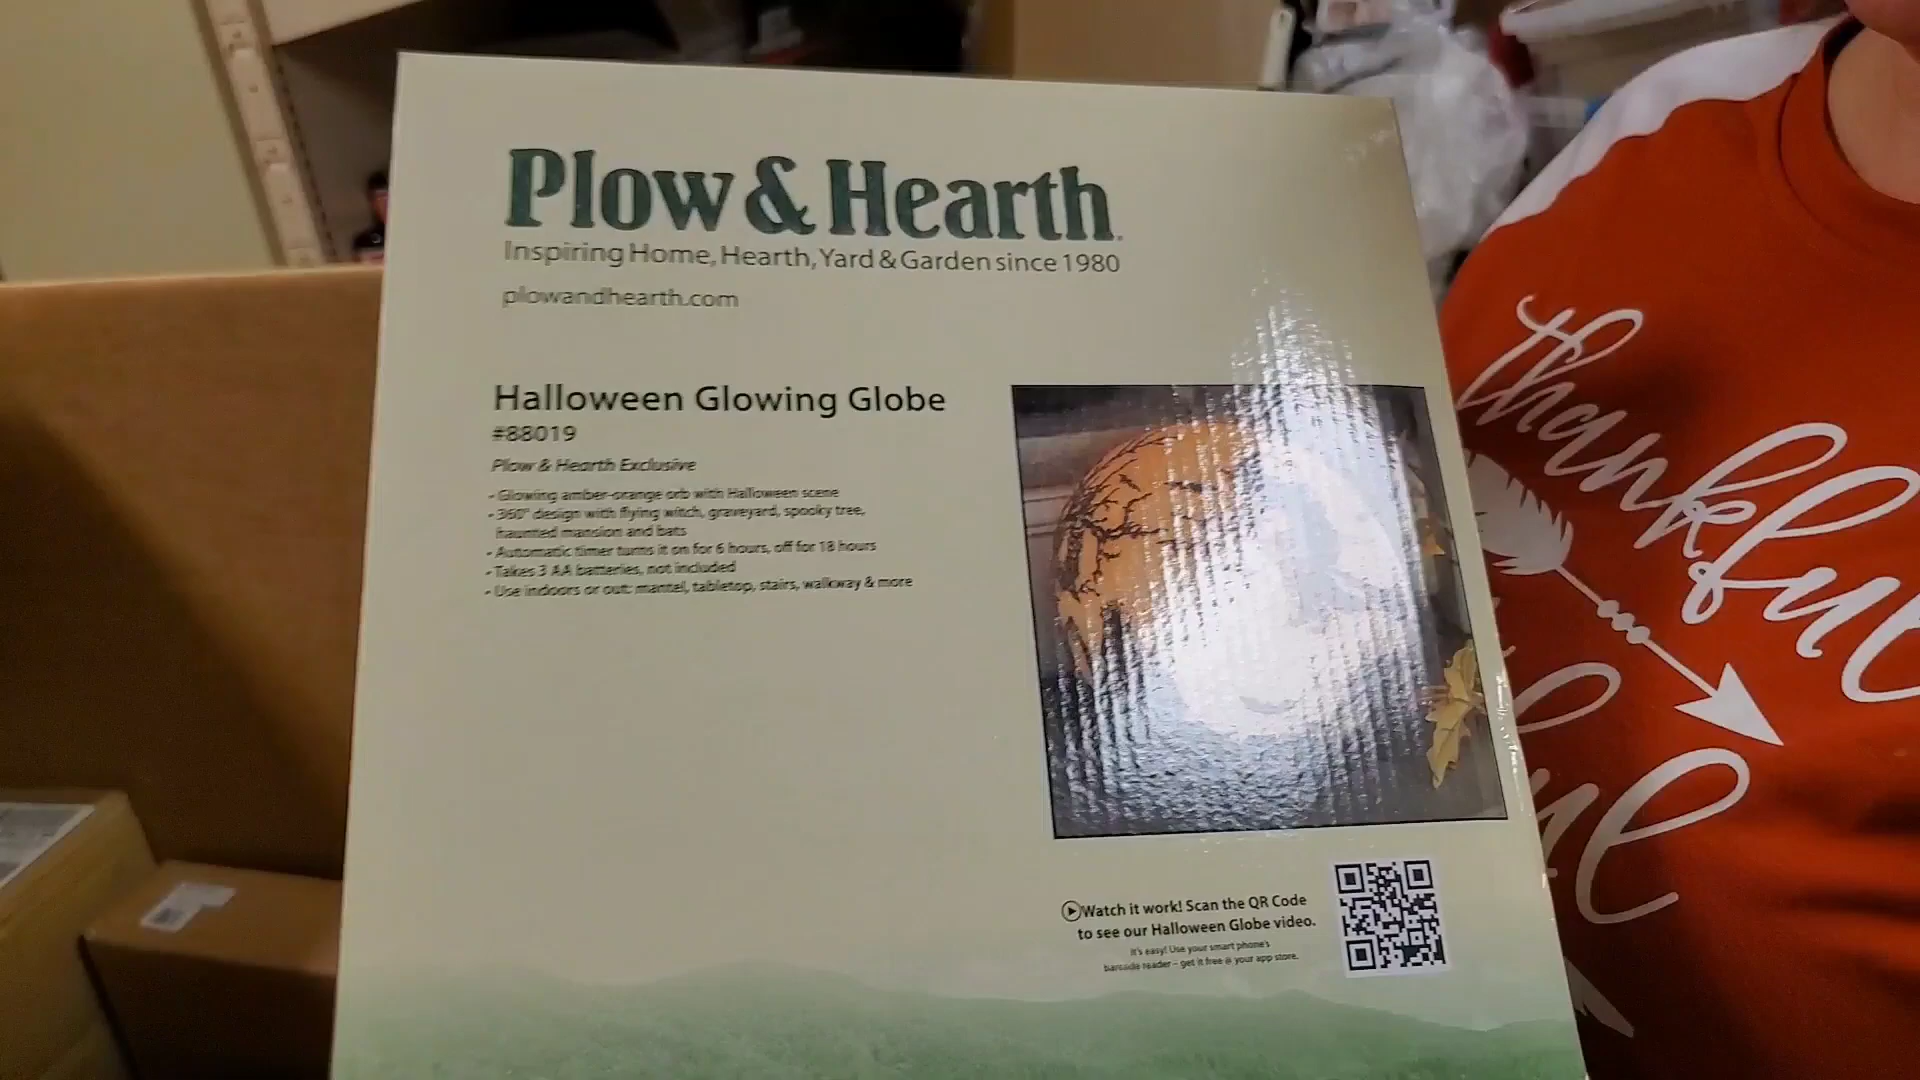 Plow & Hearth.
Inspiring Home, Hearth, Yard & Garden since 1980
plowandhearth.com
Halloween Glowing Globe
#88019
Plow & Hearth Exclusive
• Glowing amber-orange orb with Halloween scene
• 360° design with flying witch, graveyard, spooky tree,
haunted mansion and bats
• Automatic timer turns it on for 6 hours, off for 18 hours
• Takes 3 AA batteries, not included
• Use indoors or out: mantel, tabletop, stairs, walkway & more
Watch it work! Scan the QR Code
to see our Halloween Globe video.
It's easy! Use your smart phone's
barcode reader – get it free @ your app store.
thankful